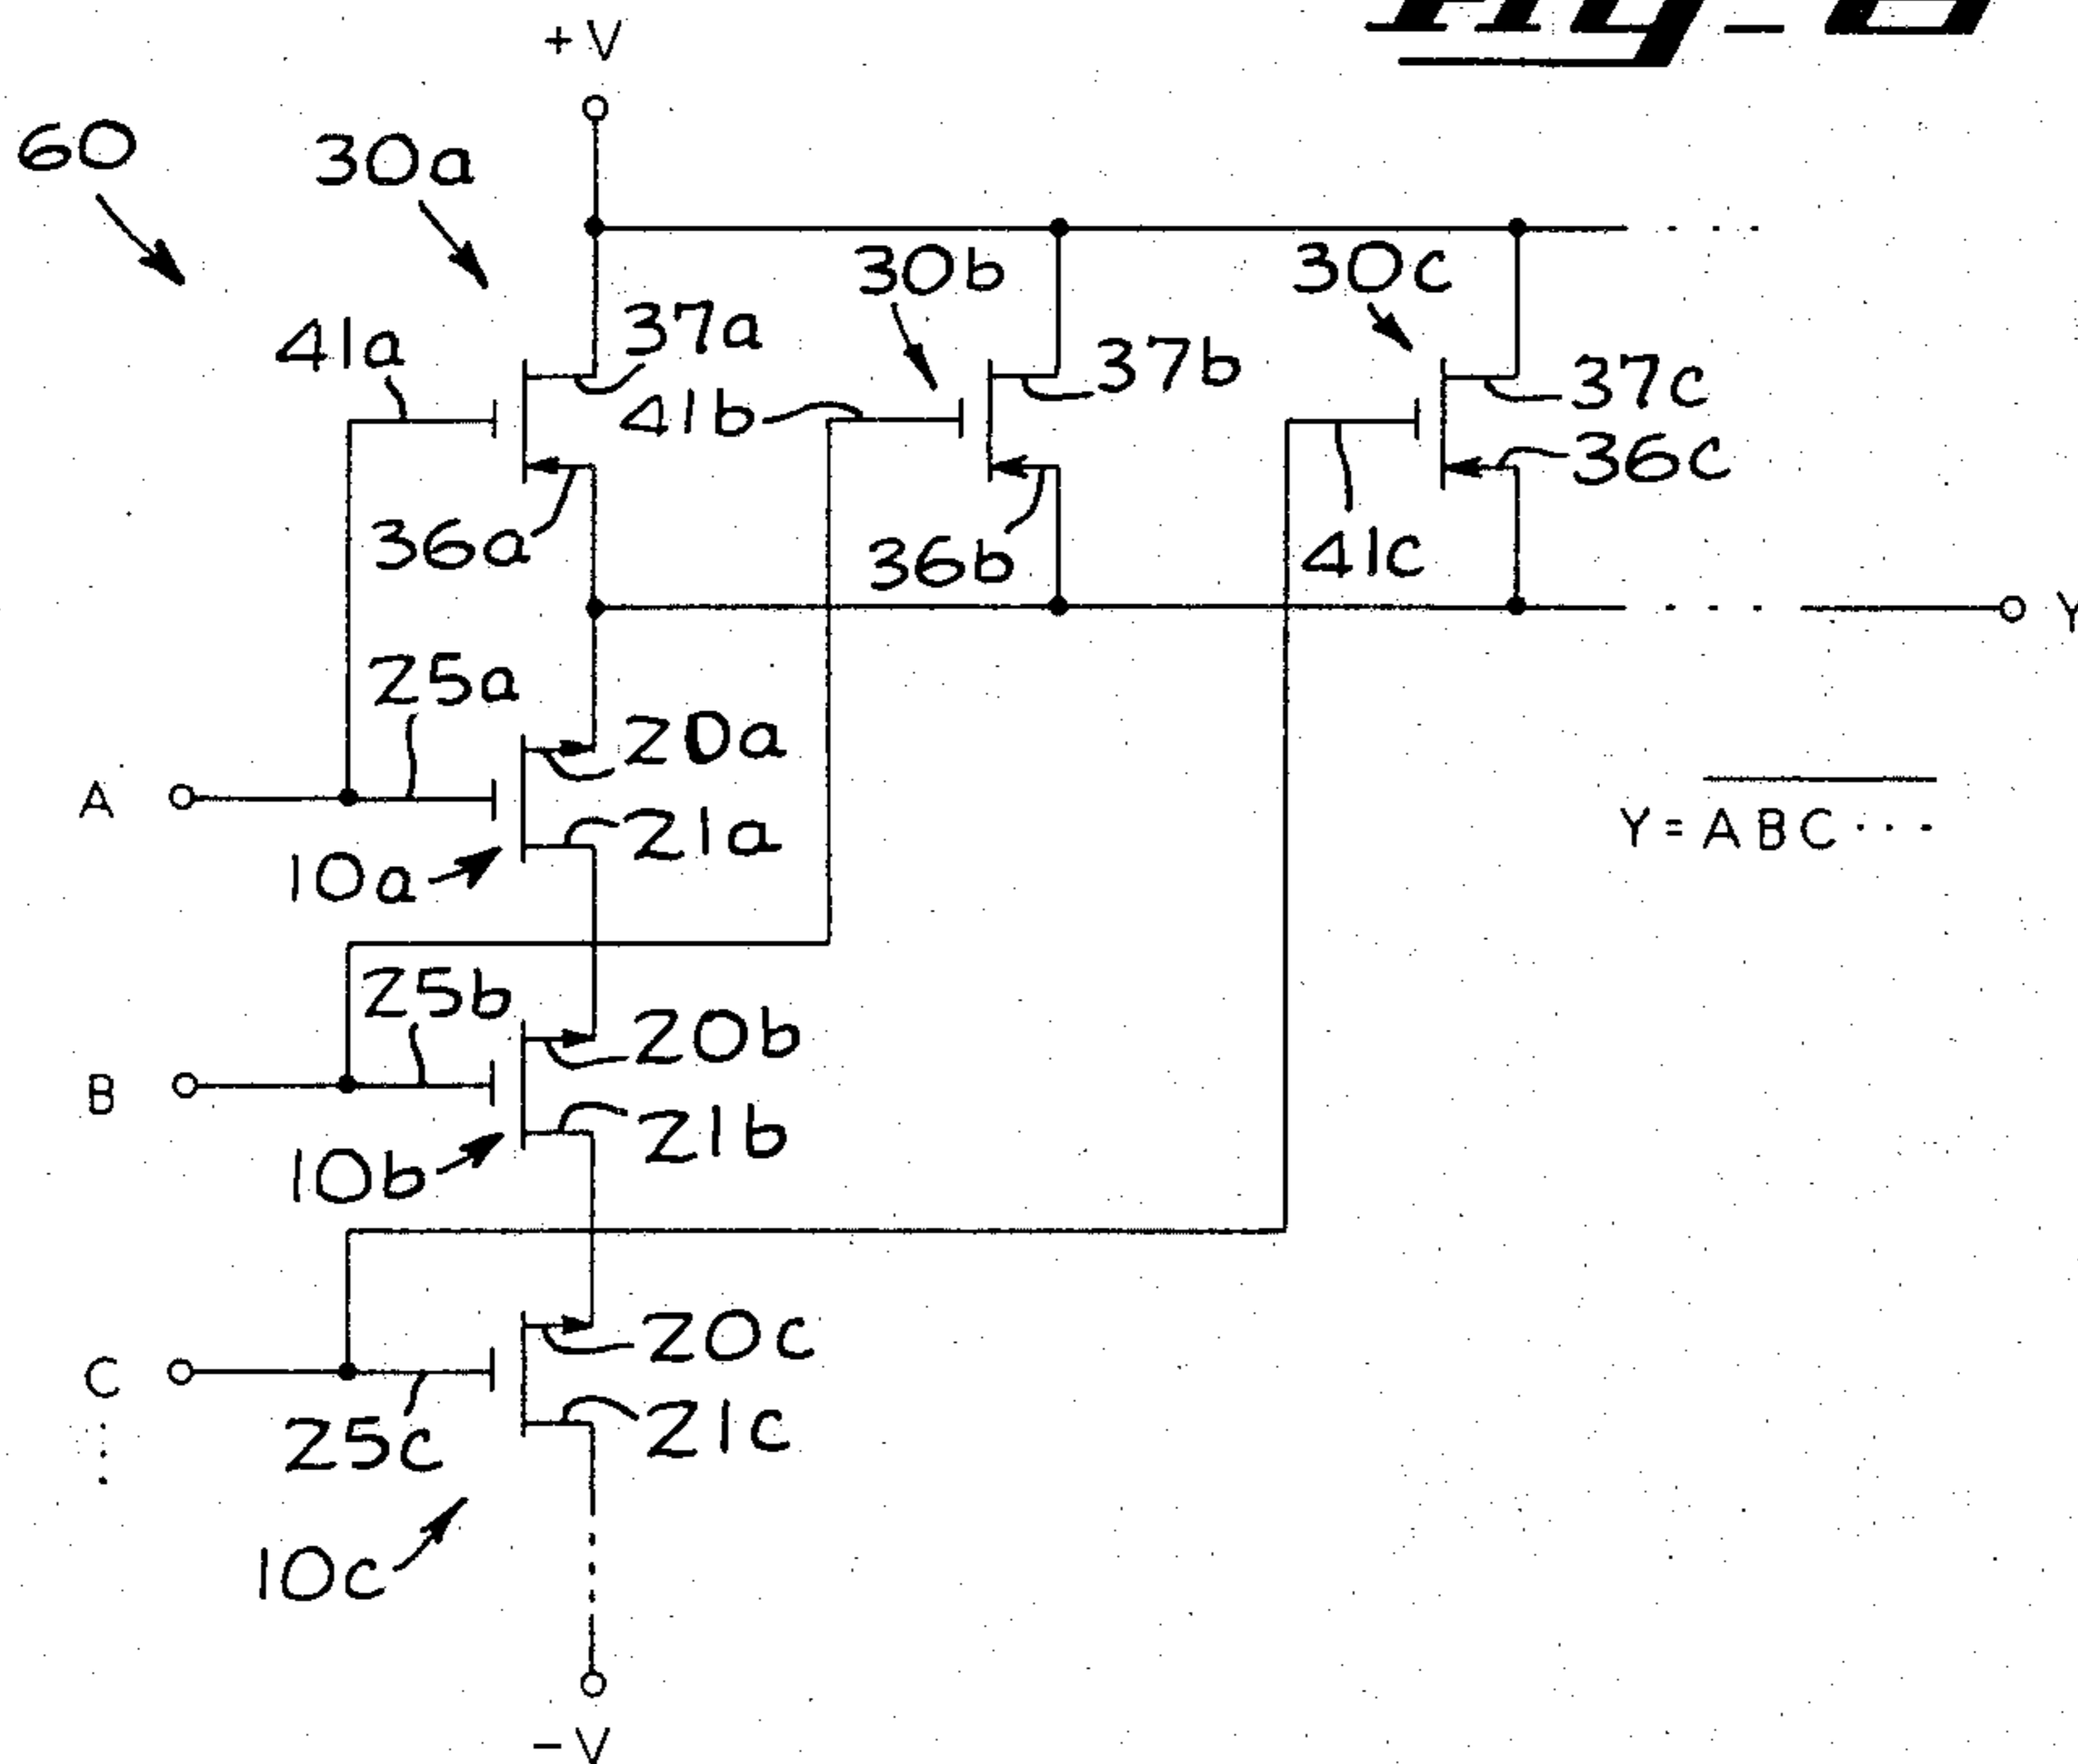 +V
60
30a
30b
30c
41a
37a
37b
41b
37c
36c
36a
36b
41c
Y
25a
20a
A
21a
Y = \overline{ABC...}
10a
25b
20b
B
21b
10b
20c
C
25c
21c
10c
-V